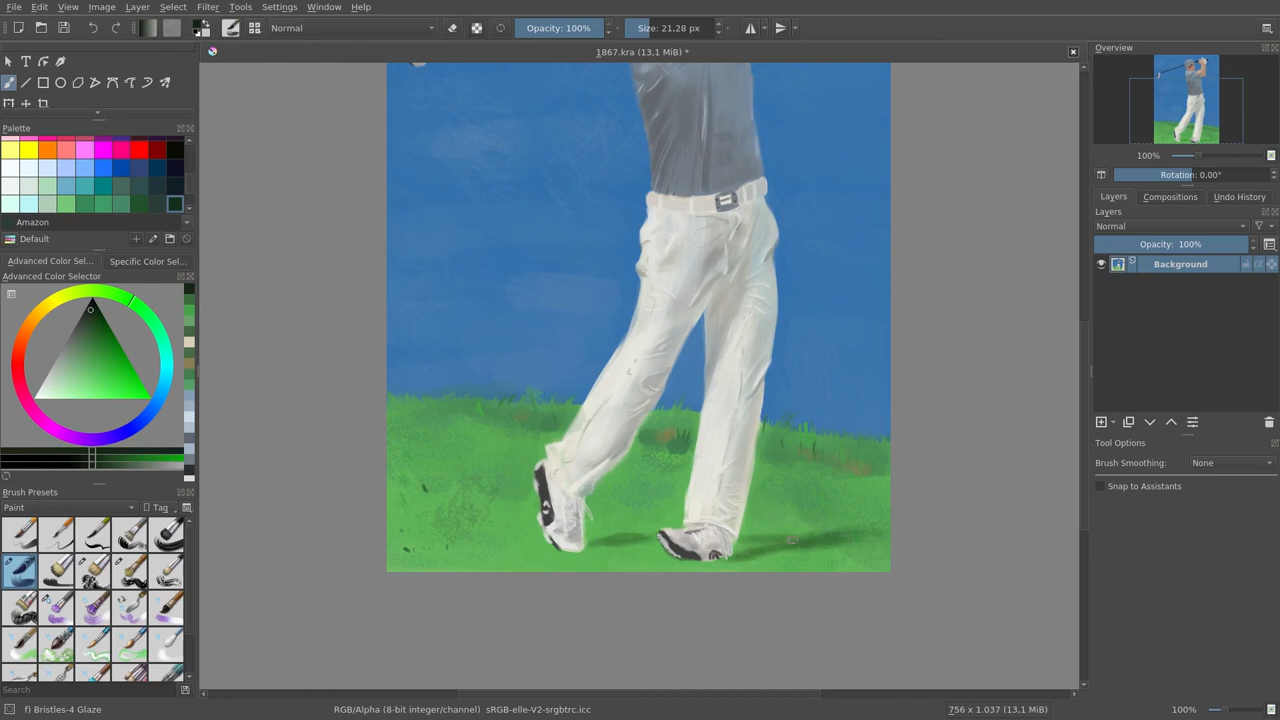 File Edit View Image Layer Select Filter Tools Settings Window Help
Normal Opacity: 100% Size: 21,28 px
1867.kra (13,1 MiB) *
Overview
100%
Rotation: 0,00°
Palette
Amazon
Default
Advanced Color Sel... Specific Color Sel...
Advanced Color Selector
Layers Compositions Undo History
Layers
Normal
Opacity: 100%
Background
Tool Options
Brush Smoothing: None
Snap to Assistants
Brush Presets
Paint Tag
Search
f) Bristles-4 Glaze
RGB/Alpha (8-bit integer/channel) sRGB-elle-V2-srgbtrc.icc
756 x 1.037 (13,1 MiB)
100%